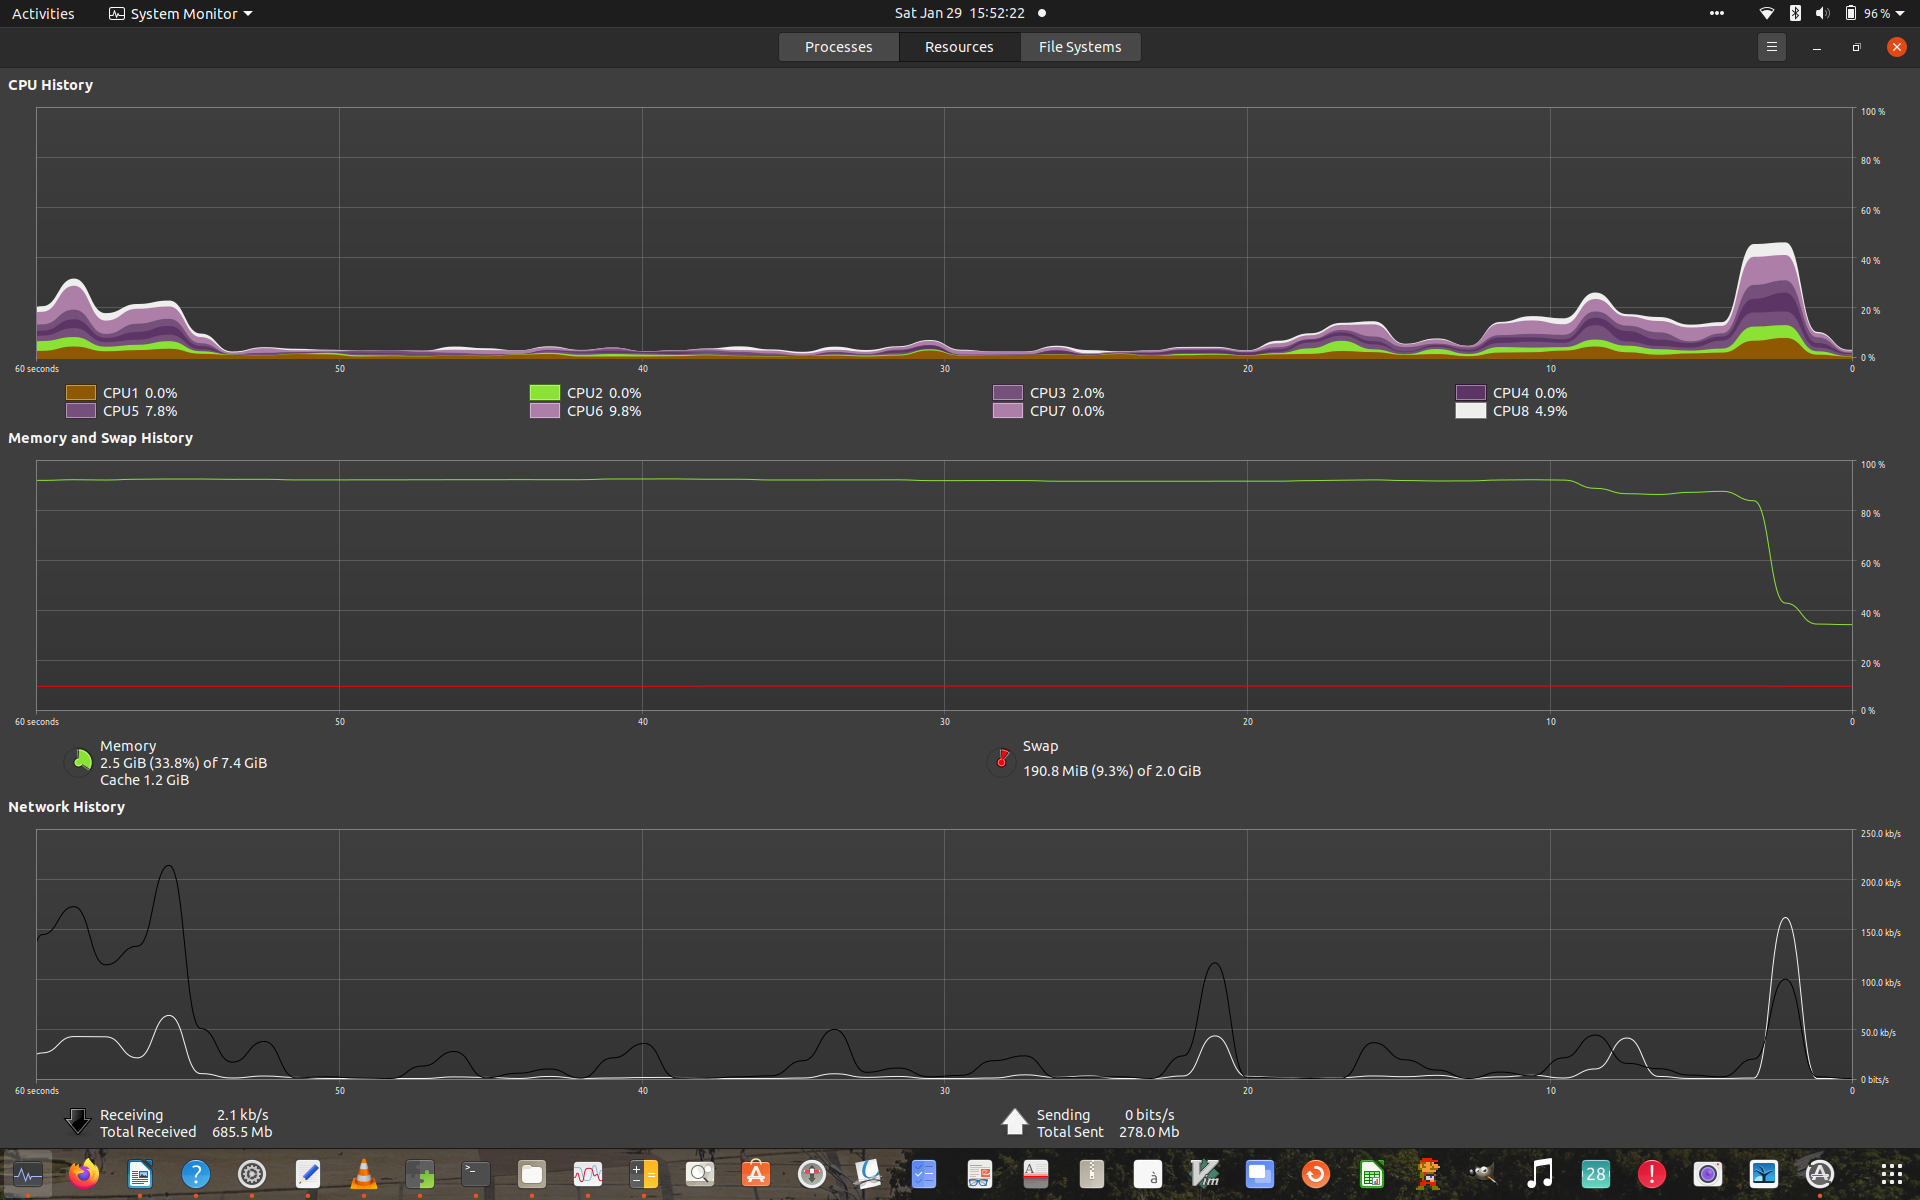 Activities System Monitor Sat Jan 29 15:52:22 96 %
Processes Resources File Systems
CPU History
100 %
80 %
60 %
40 %
20 %
0 %
60 seconds 50 40 30 20 10 0
CPU1 0.0% CPU2 0.0% CPU3 2.0% CPU4 0.0%
CPU5 7.8% CPU6 9.8% CPU7 0.0% CPU8 4.9%
Memory and Swap History
100 %
80 %
60 %
40 %
20 %
0 %
60 seconds 50 40 30 20 10 0
Memory
2.5 GiB (33.8%) of 7.4 GiB
Cache 1.2 GiB
Swap
190.8 MiB (9.3%) of 2.0 GiB
Network History
250.0 kb/s
200.0 kb/s
150.0 kb/s
100.0 kb/s
50.0 kb/s
0 bits/s
60 seconds 50 40 30 20 10 0
Receiving 2.1 kb/s
Total Received 685.5 Mb
Sending 0 bits/s
Total Sent 278.0 Mb
? >_ A à Vim 28 !